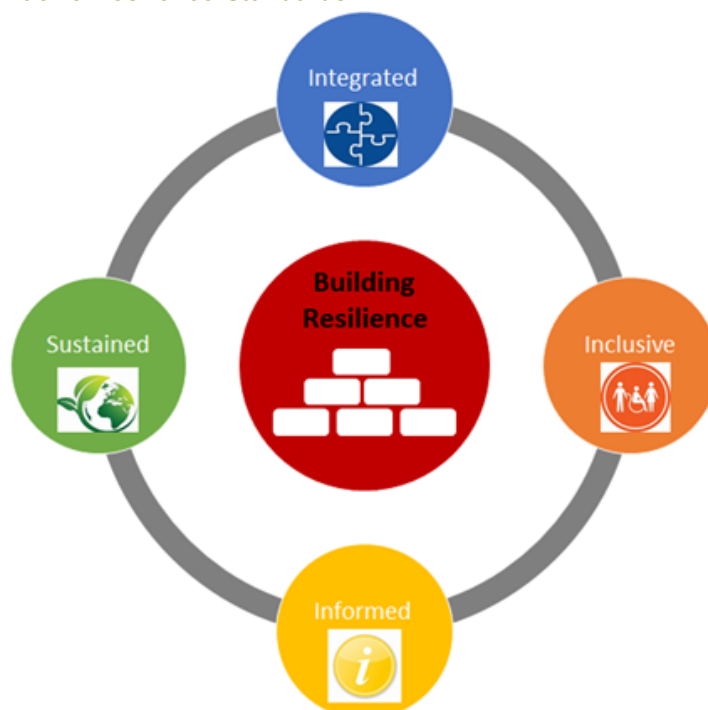 Integrated
Building
Resilience
Sustained
Inclusive
Informed
i